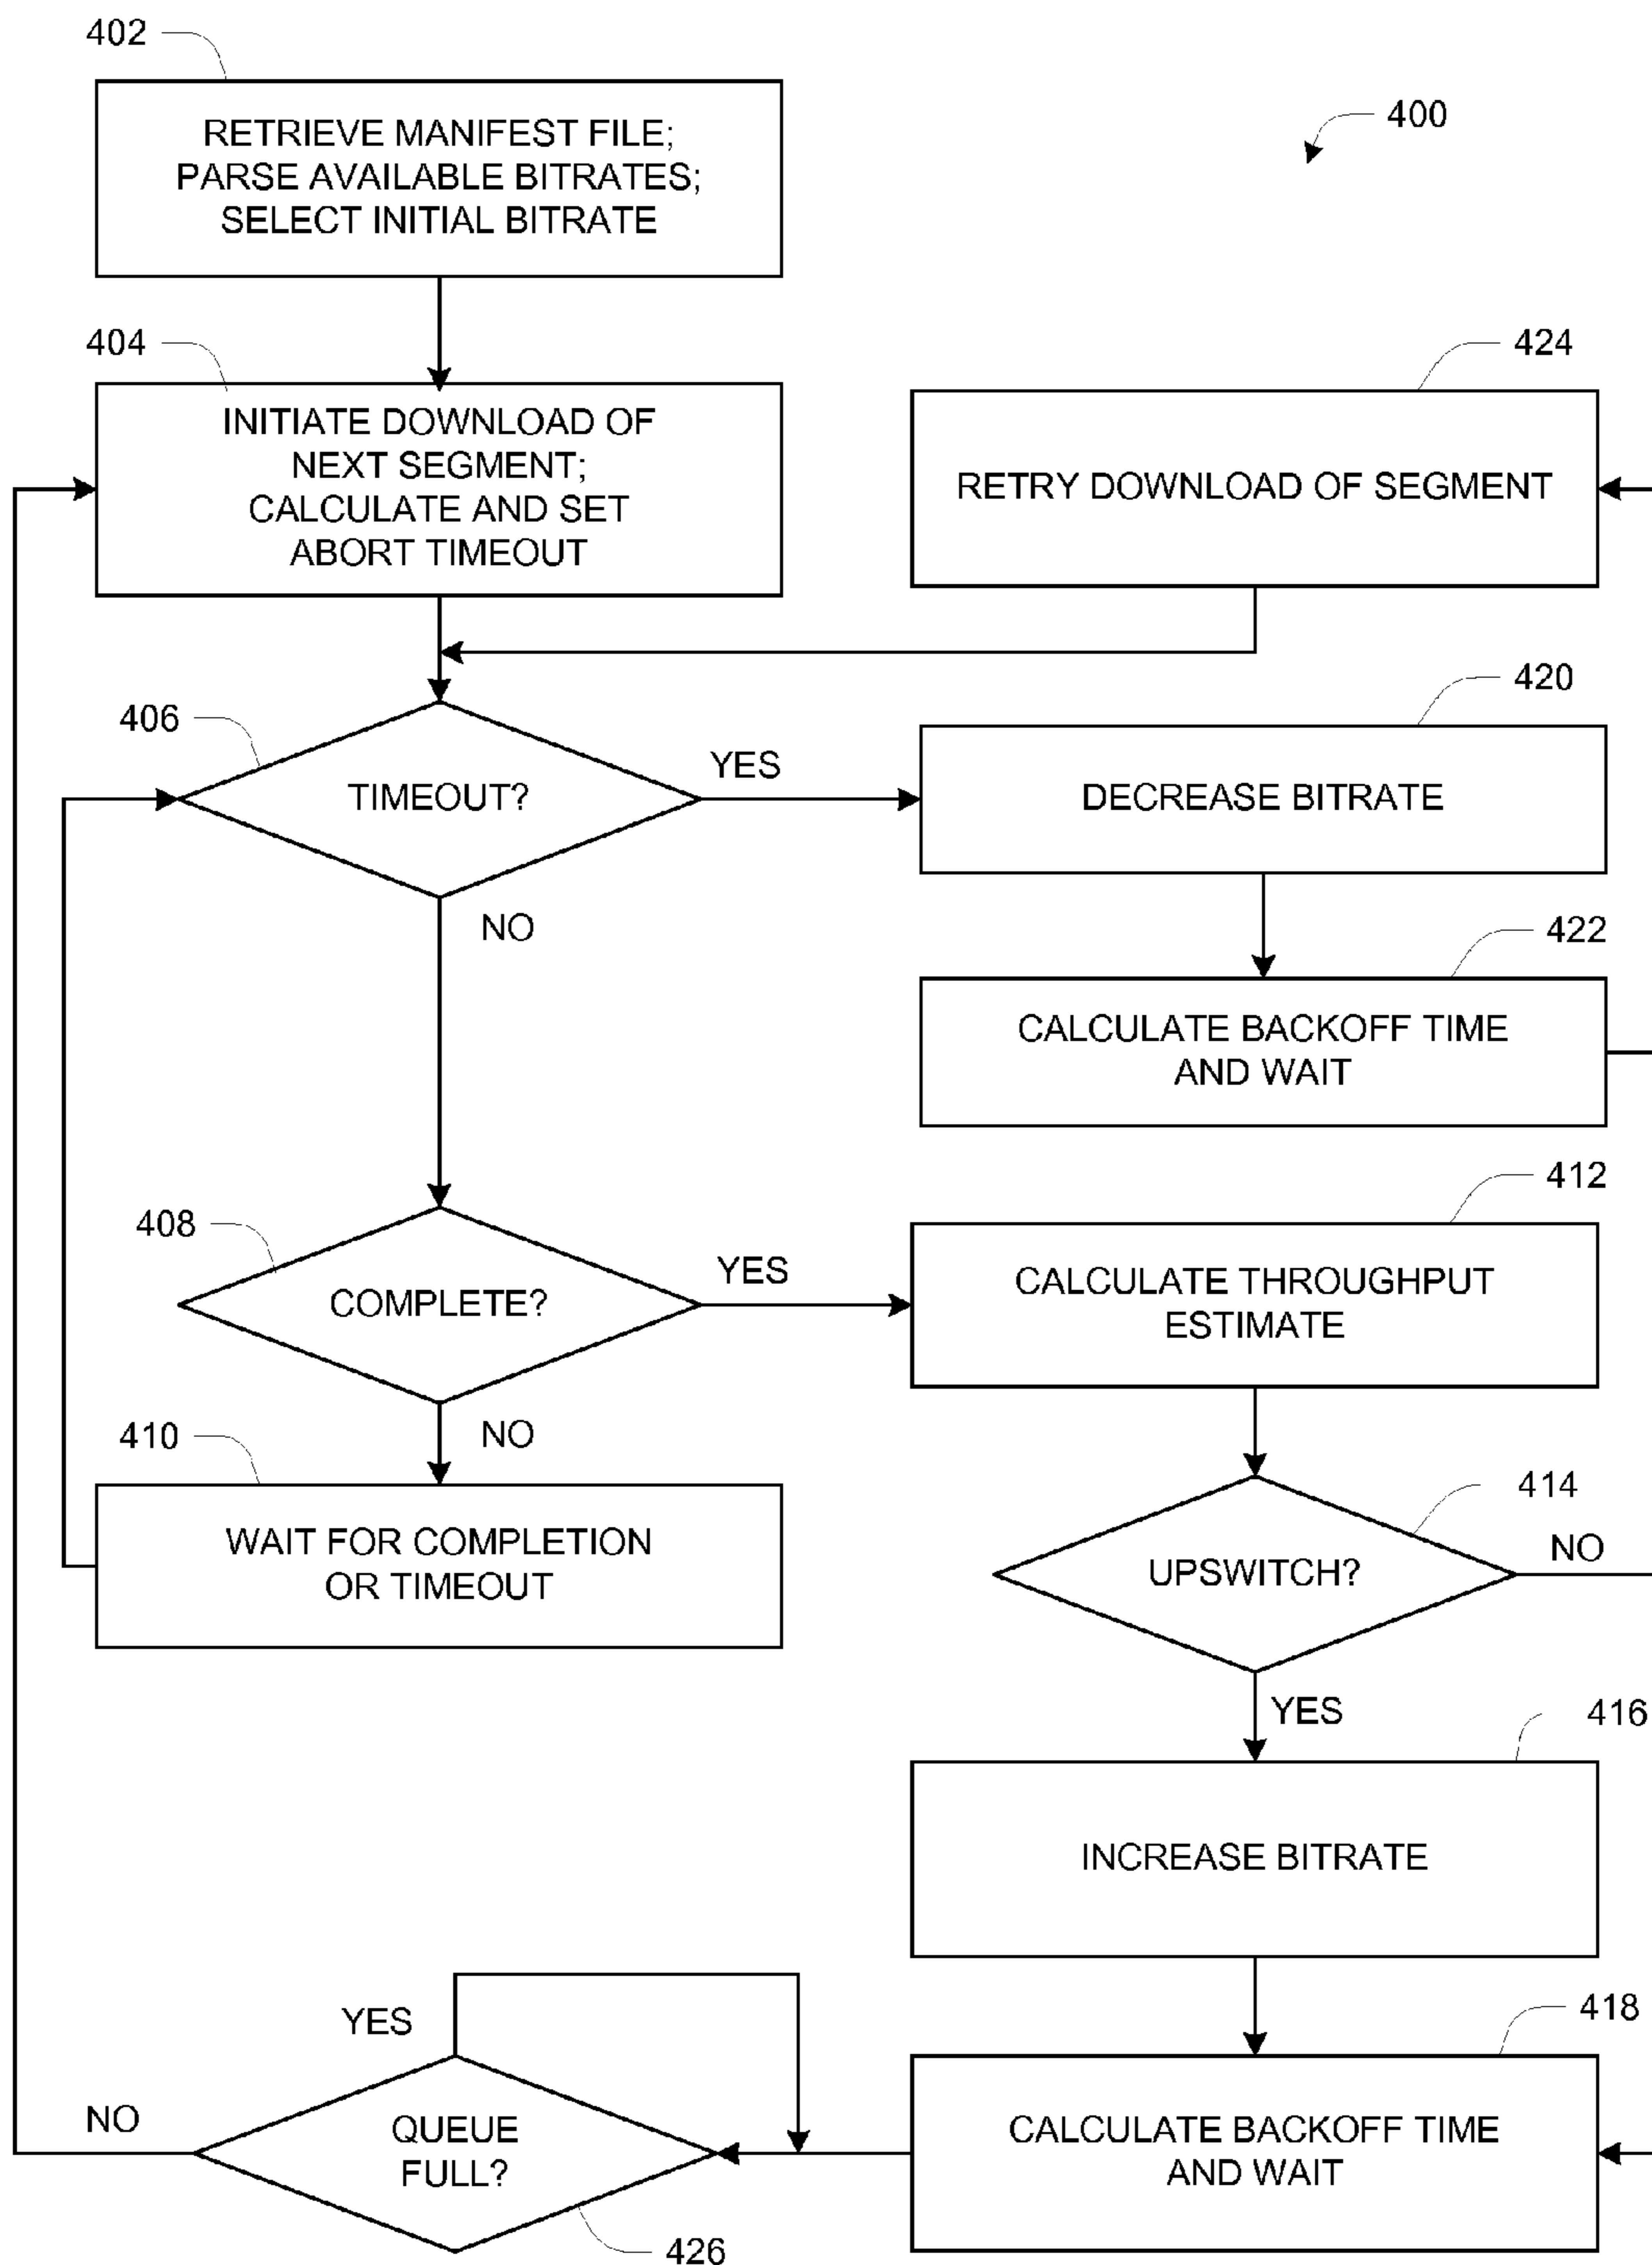 402
400
RETRIEVE MANIFEST FILE;
PARSE AVAILABLE BITRATES;
SELECT INITIAL BITRATE
404
424
INITIATE DOWNLOAD OF
NEXT SEGMENT;
CALCULATE AND SET
ABORT TIMEOUT
RETRY DOWNLOAD OF SEGMENT
406
420
TIMEOUT?
YES
DECREASE BITRATE
NO
422
CALCULATE BACKOFF TIME
AND WAIT
408
412
COMPLETE?
YES
CALCULATE THROUGHPUT
ESTIMATE
NO
410
414
WAIT FOR COMPLETION
OR TIMEOUT
UPSWITCH?
NO
YES
416
INCREASE BITRATE
YES
418
NO
QUEUE
FULL?
CALCULATE BACKOFF TIME
AND WAIT
426